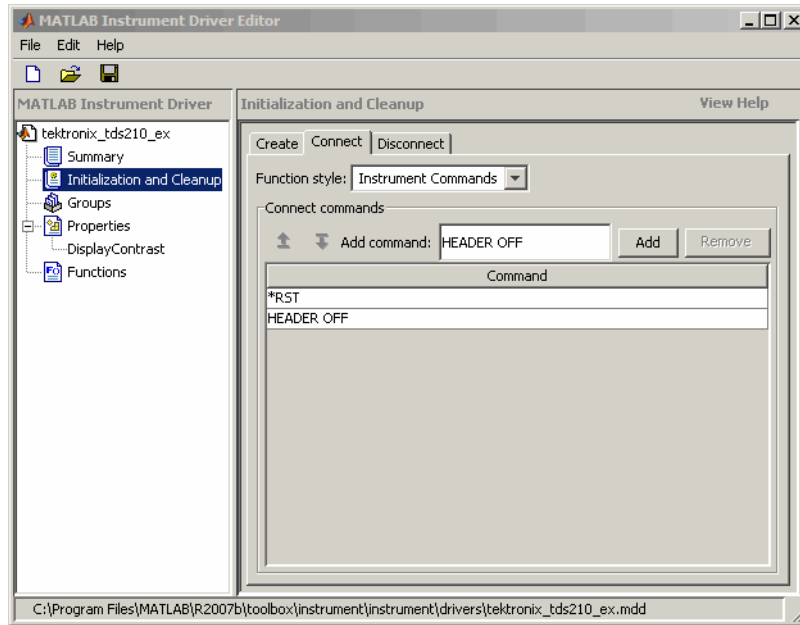 MATLAB Instrument Driver Editor
File Edit Help
MATLAB Instrument Driver
tektronix_tds210_ex
Summary
Initialization and Cleanup
Groups
Properties
DisplayContrast
Functions
Initialization and Cleanup View Help
Create Connect Disconnect
Function style: Instrument Commands
Connect commands
Add command: HEADER OFF Add Remove
Command
*RST
HEADER OFF
C:\Program Files\MATLAB\R2007b\toolbox\instrument\instrument\drivers\tektronix_tds210_ex.mdd